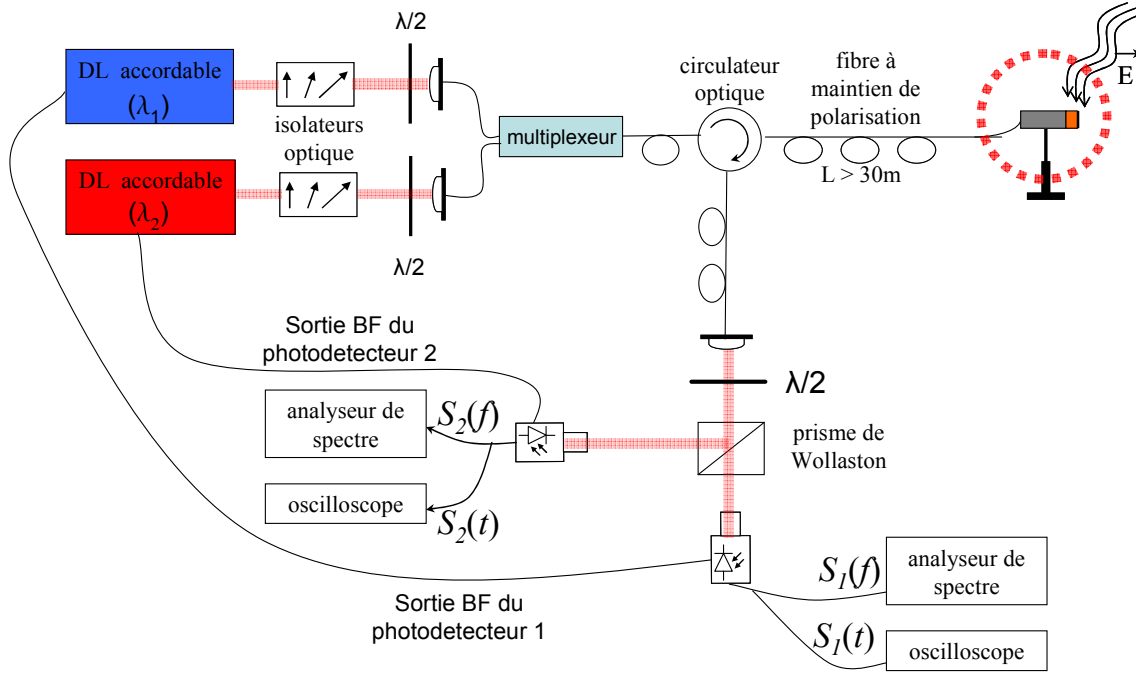 DL accordable
(λ₁)
DL accordable
(λ₂)
isolateurs
optique
λ/2
λ/2
multiplexeur
circulateur
optique
fibre à
maintien de
polarisation
L > 30m
E
Sortie BF du
photodetecteur 2
analyseur de
spectre
oscilloscope
S₂(f)
S₂(t)
λ/2
prisme de
Wollaston
Sortie BF du
photodetecteur 1
S₁(f)
S₁(t)
analyseur de
spectre
oscilloscope